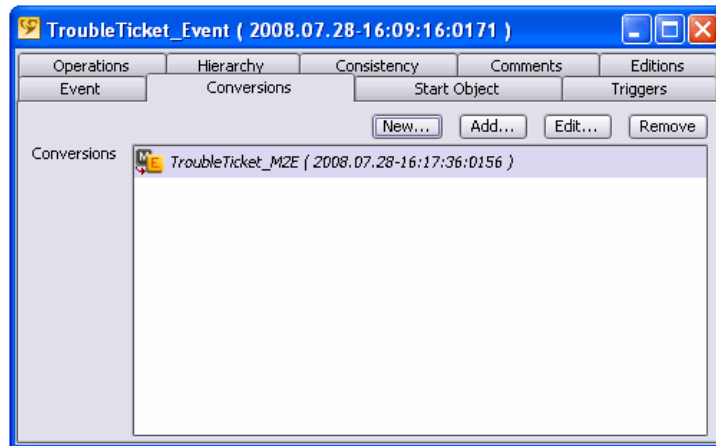 TroubleTicket_Event ( 2008.07.28-16:09:16:0171 )
Operations Hierarchy Consistency Comments Editions
Event Conversions Start Object Triggers
New... Add... Edit... Remove
Conversions TroubleTicket_M2E ( 2008.07.28-16:17:36:0156 )